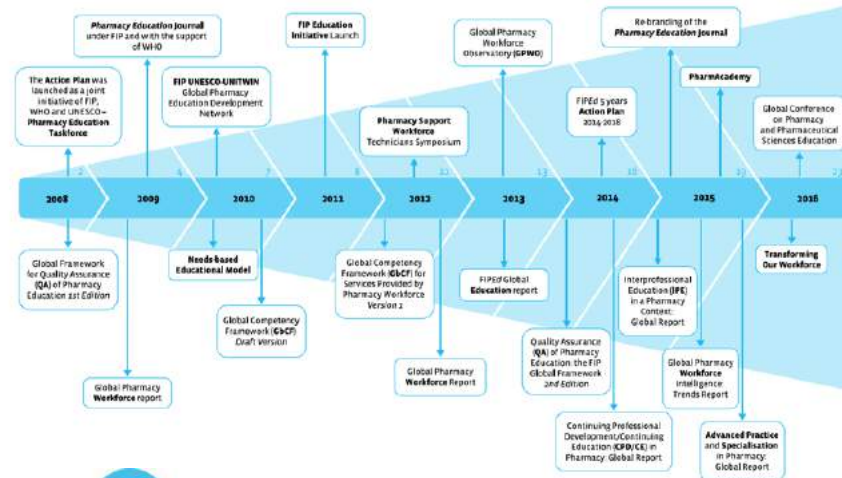 Pharmacy Education Journal
under FIP and with the support
of WHO
The Action Plan was
launched as a joint
initiative of FIP,
WHO and UNESCO –
Pharmacy Education
Taskforce
FIP UNESCO-UNITWIN
Global Pharmacy
Education Development
Network
FIP Education
Initiative Launch
Pharmacy Support
Workforce
Technicians Symposium
Global Pharmacy
Workforce
Observatory (GPWO)
FIPEd 5 years
Action Plan
2014-2018
Re-branding of the
Pharmacy Education Journal
PharmAcademy
Global Conference
on Pharmacy
and Pharmaceutical
Sciences Education
2
4
7
13
2008
2009
2010
2011
2012
2013
2014
2015
2016
Global Framework
for Quality Assurance
(QA) of Pharmacy
Education 1st Edition
Global Pharmacy
Workforce report
Needs-based
Educational Model
Global Competency
Framework (GbCF)
Draft Version
Global Competency
Framework (GbCF) for
Services Provided by
Pharmacy Workforce
Version 1
Global Pharmacy
Workforce Report
FIPEd Global
Education report
Quality Assurance
(QA) of Pharmacy
Education: the FIP
Global Framework
2nd Edition
Continuing Professional
Development/Continuing
Education (CPD/CE) in
Pharmacy: Global Report
Interprofessional
Education (IPE)
in a Pharmacy
Context:
Global Report
Global Pharmacy
Workforce
Intelligence:
Trends Report
Advanced Practice
and Specialisation
in Pharmacy:
Global Report
Transforming
Our Workforce